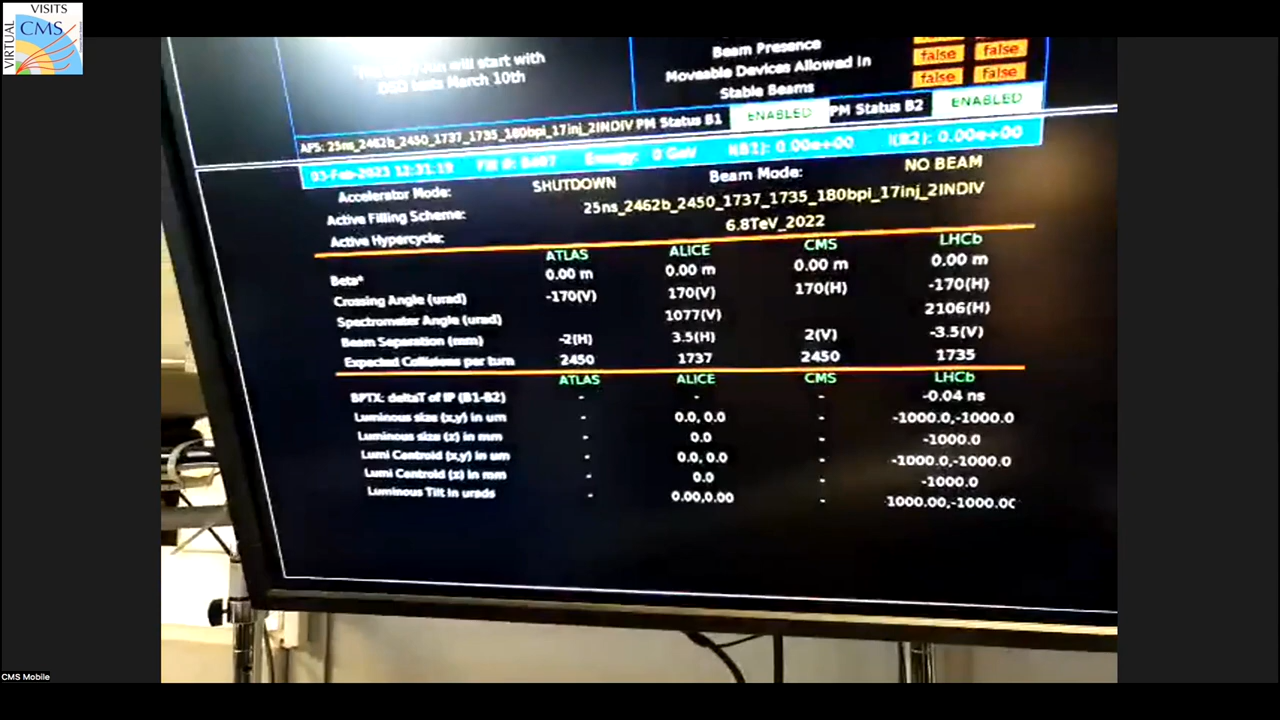 VISITS
VIRTUAL
CMS
will start with
March 10th
Beam Presence false false
Moveable Devices Allowed In false false
Stable Beams
AFS: 25ns_2462b_2450_1737_1735_180bpi_17inj_2INDIV PM Status B1 ENABLED PM Status B2 ENABLED
03-Feb-2023 12:31:19 Energy: 0 GeV I(B1): 0.00e+00 I(B2): 0.00e+00
Accelerator Mode: SHUTDOWN Beam Mode: NO BEAM
Active Filling Scheme: 25ns_2462b_2450_1737_1735_180bpi_17inj_2INDIV
Active Hypercycle: 6.8TeV_2022
ATLAS ALICE CMS LHCb
Beta* 0.00 m 0.00 m 0.00 m 0.00 m
Crossing Angle (urad) -170(V) 170(V) 170(H) -170(H)
Spectrometer Angle (urad) 1077(V) 2106(H)
Beam Separation (mm) -2(H) 3.5(H) 2(V) -3.5(V)
Expected Collisions per turn 2450 1737 2450 1735
ATLAS ALICE CMS LHCb
BPTX: deltaT of IP (B1-B2) - - - -0.04 ns
Luminous size (x,y) in um - 0.0, 0.0 - -1000.0,-1000.0
Luminous size (z) in mm - 0.0 - -1000.0
Lumi Centroid (x,y) in um - 0.0, 0.0 - -1000.0,-1000.0
Lumi Centroid (z) in mm - 0.0 - -1000.0
Luminous Tilt in urads - 0.00,0.00 - 1000.00,-1000.00
CMS Mobile